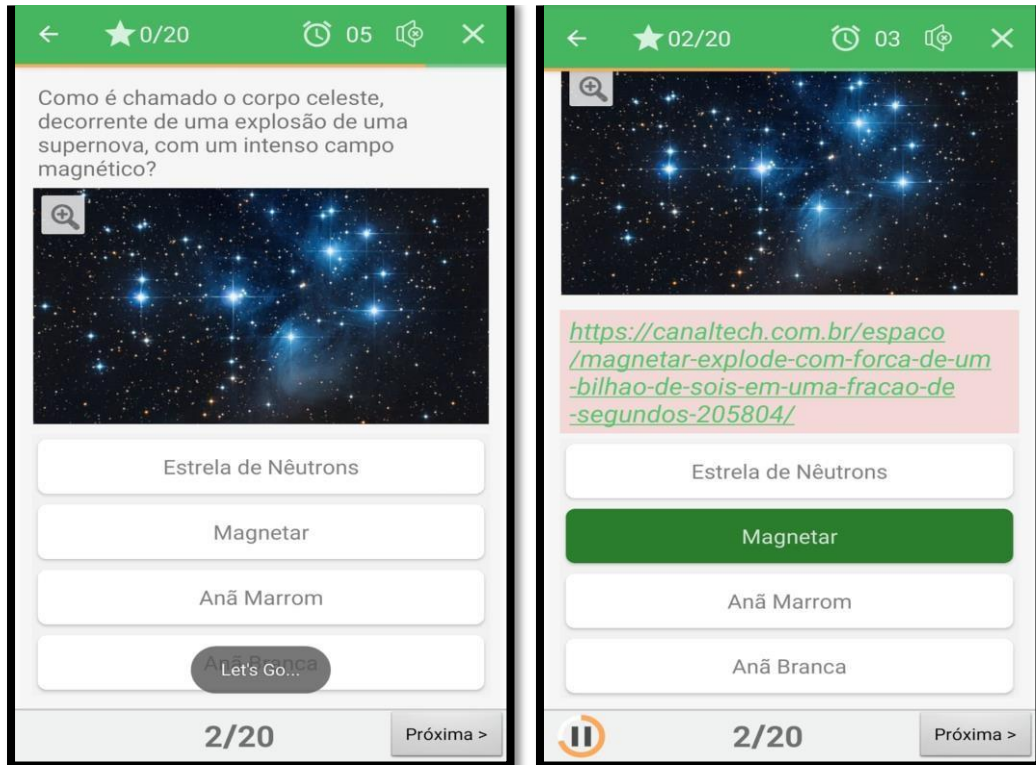 0/20 05
Como é chamado o corpo celeste,
decorrente de uma explosão de uma
supernova, com um intenso campo
magnético?
Estrela de Nêutrons
Magnetar
Anã Marrom
Anã Branca
Let's Go...
2/20 Próxima >
02/20 03
https://canaltech.com.br/espaco
/magnetar-explode-com-forca-de-um
-bilhao-de-sois-em-uma-fracao-de
-segundos-205804/
Estrela de Nêutrons
Magnetar
Anã Marrom
Anã Branca
2/20 Próxima >